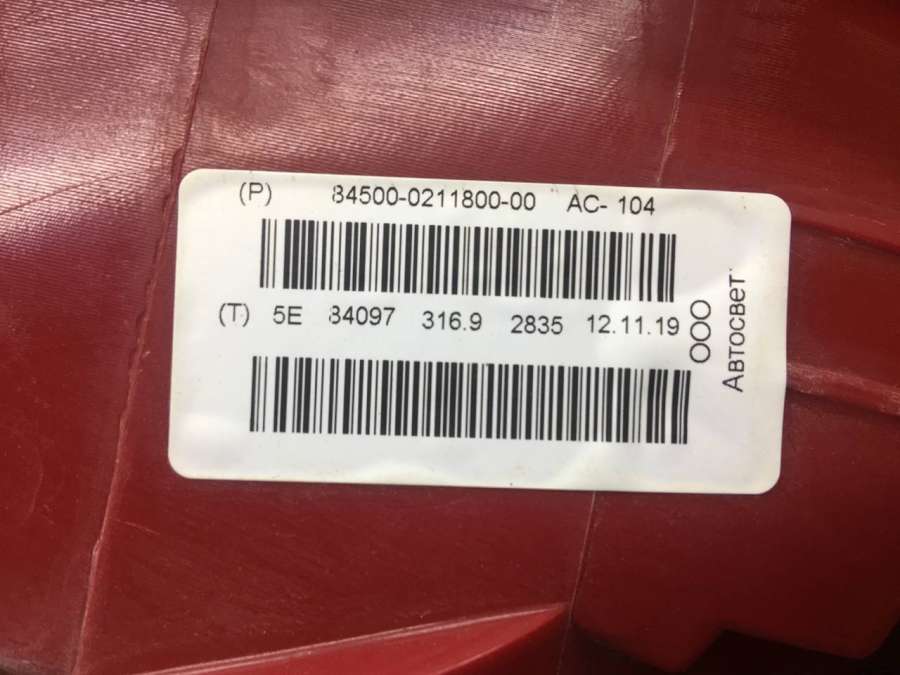 (P) 84500-0211800-00 AC- 104
(T) 5E 84097 316.9 2835 12.11.19
ООО
Автосвет